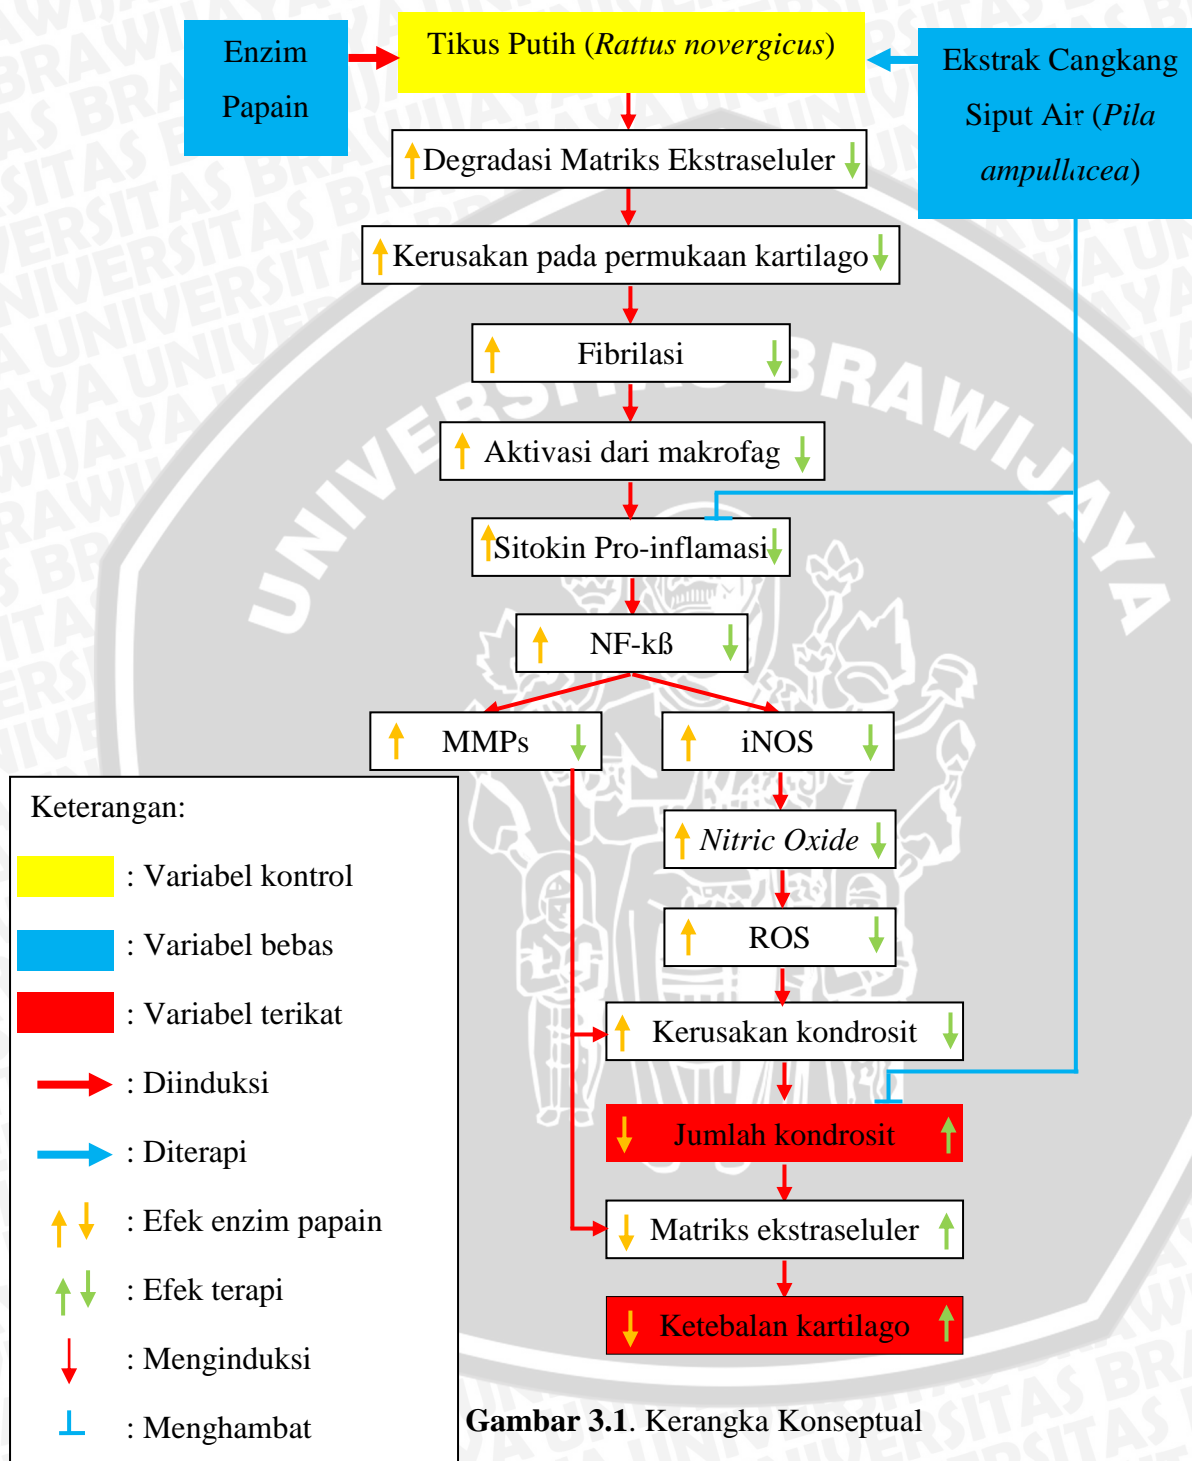 Enzim
Papain
Tikus Putih (Rattus novergicus)
Ekstrak Cangkang
Siput Air (Pila
ampullacea)
Degradasi Matriks Ekstraseluler
Kerusakan pada permukaan kartilago
Fibrilasi
Aktivasi dari makrofag
Sitokin Pro-inflamasi
NF-kß
MMPs
iNOS
Nitric Oxide
ROS
Kerusakan kondrosit
Jumlah kondrosit
Matriks ekstraseluler
Ketebalan kartilago
Keterangan:
: Variabel kontrol
: Variabel bebas
: Variabel terikat
: Diinduksi
: Diterapi
: Efek enzim papain
: Efek terapi
: Menginduksi
: Menghambat
Gambar 3.1. Kerangka Konseptual
UNIVERSITAS BRAWIJAYA